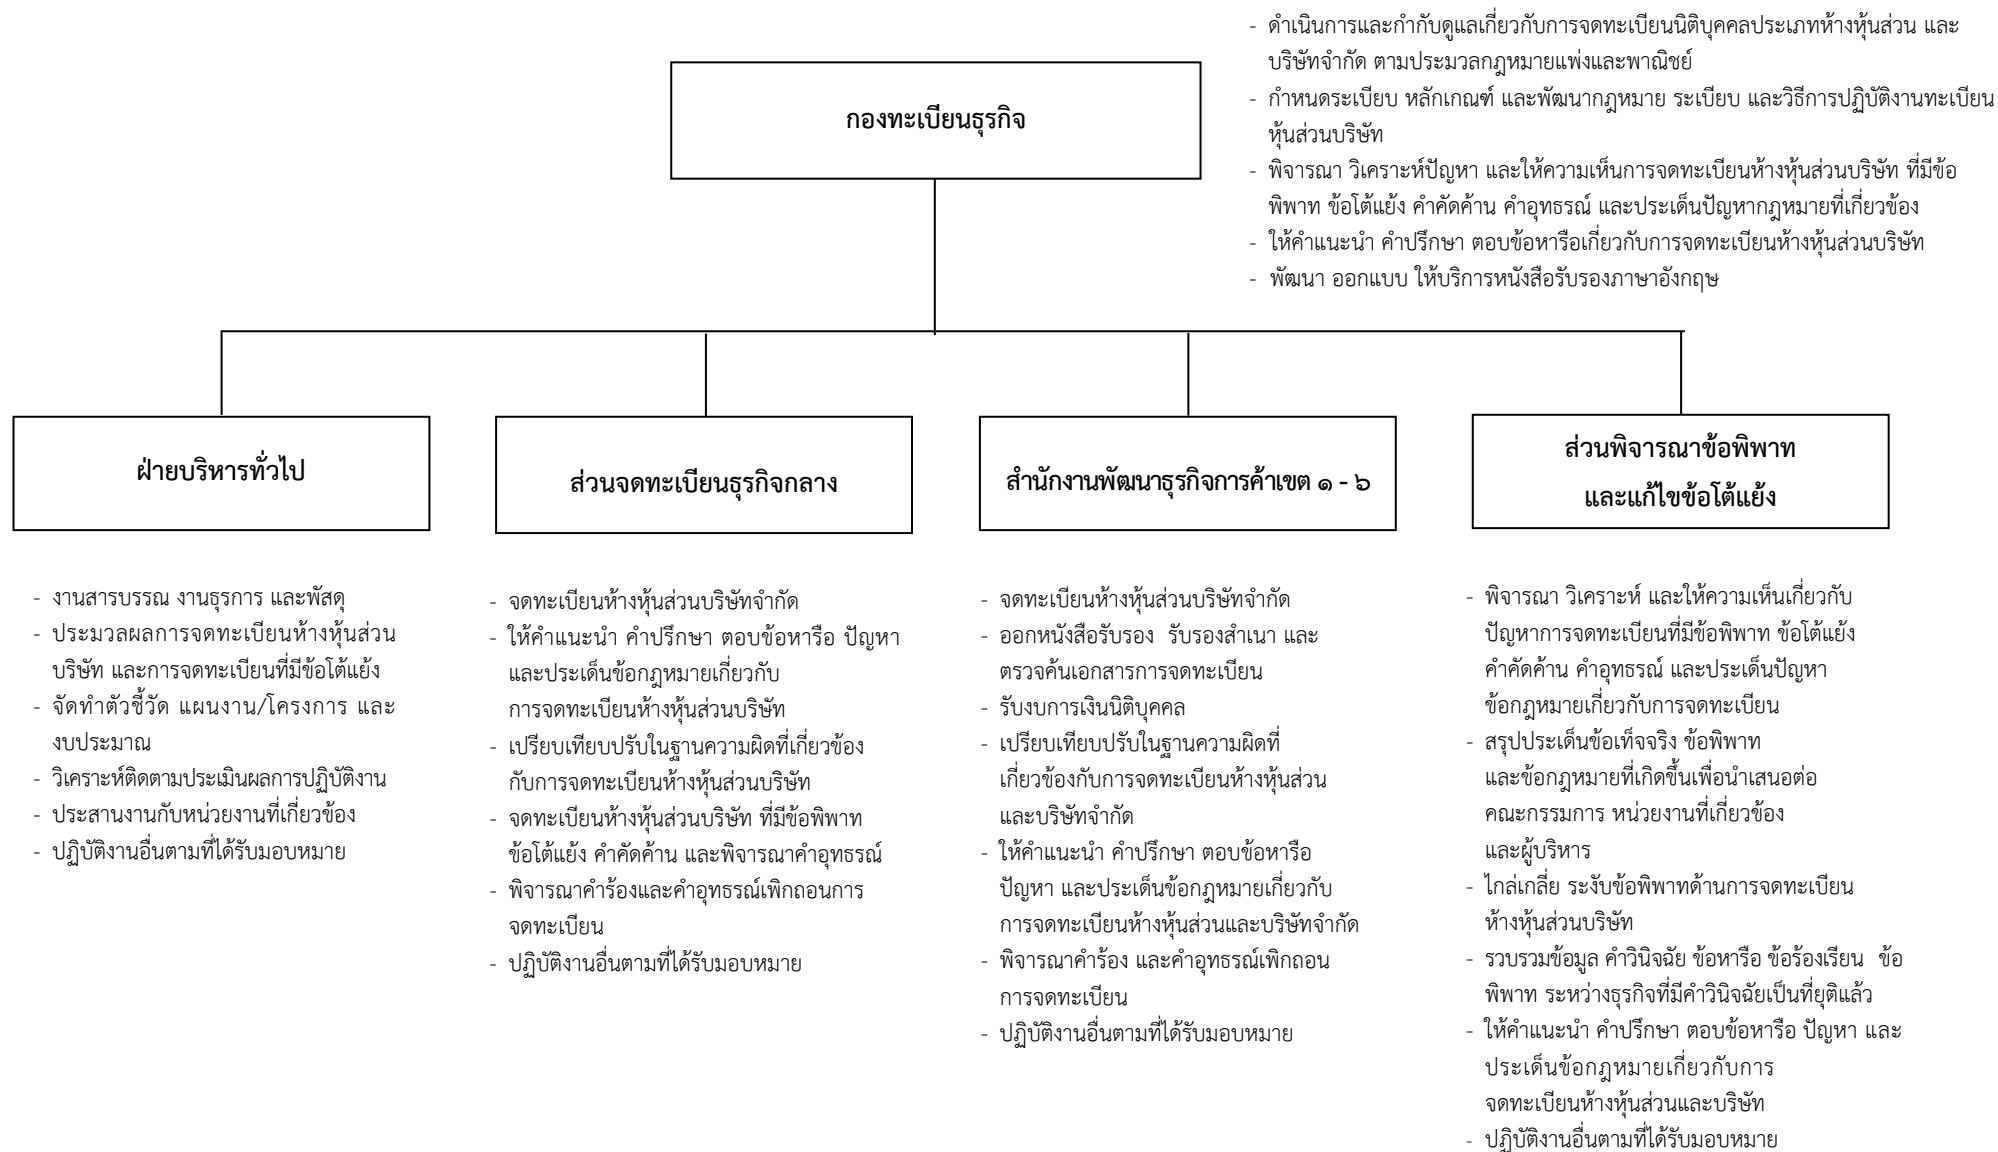 - ดำเนินการและกำกับดูแลเกี่ยวกับการจดทะเบียนนิติบุคคลประเภทห้างหุ้นส่วน และ
บริษัทจำกัด ตามประมวลกฎหมายแพ่งและพาณิชย์
- กำหนดระเบียบ หลักเกณฑ์ และพัฒนากฎหมาย ระเบียบ และวิธีการปฏิบัติงานทะเบียน
หุ้นส่วนบริษัท
- พิจารณา วิเคราะห์ปัญหา และให้ความเห็นการจดทะเบียนห้างหุ้นส่วนบริษัท ที่มีข้อ
พิพาท ข้อโต้แย้ง คำคัดค้าน คำอุทธรณ์ และประเด็นปัญหากฎหมายที่เกี่ยวข้อง
- ให้คำแนะนำ คำปรึกษา ตอบข้อหารือเกี่ยวกับการจดทะเบียนห้างหุ้นส่วนบริษัท
- พัฒนา ออกแบบ ให้บริการหนังสือรับรองภาษาอังกฤษ
กองทะเบียนธุรกิจ
ฝ่ายบริหารทั่วไป
- งานสารบรรณ งานธุรการ และพัสดุ
- ประมวลผลการจดทะเบียนห้างหุ้นส่วน
บริษัท และการจดทะเบียนที่มีข้อโต้แย้ง
- จัดทำตัวชี้วัด แผนงาน/โครงการ และ
งบประมาณ
- วิเคราะห์ติดตามประเมินผลการปฏิบัติงาน
- ประสานงานกับหน่วยงานที่เกี่ยวข้อง
- ปฏิบัติงานอื่นตามที่ได้รับมอบหมาย
ส่วนจดทะเบียนธุรกิจกลาง
- จดทะเบียนห้างหุ้นส่วนบริษัทจำกัด
- ให้คำแนะนำ คำปรึกษา ตอบข้อหารือ ปัญหา
และประเด็นข้อกฎหมายเกี่ยวกับ
การจดทะเบียนห้างหุ้นส่วนบริษัท
- เปรียบเทียบปรับในฐานความผิดที่เกี่ยวข้อง
กับการจดทะเบียนห้างหุ้นส่วนบริษัท
- จดทะเบียนห้างหุ้นส่วนบริษัท ที่มีข้อพิพาท
ข้อโต้แย้ง คำคัดค้าน และพิจารณาคำอุทธรณ์
- พิจารณาคำร้องและคำอุทธรณ์เพิกถอนการ
จดทะเบียน
- ปฏิบัติงานอื่นตามที่ได้รับมอบหมาย
สำนักงานพัฒนาธุรกิจการค้าเขต ๑ - ๖
- จดทะเบียนห้างหุ้นส่วนบริษัทจำกัด
- ออกหนังสือรับรอง รับรองสำเนา และ
ตรวจค้นเอกสารการจดทะเบียน
- รับงบการเงินนิติบุคคล
- เปรียบเทียบปรับในฐานความผิดที่
เกี่ยวข้องกับการจดทะเบียนห้างหุ้นส่วน
และบริษัทจำกัด
- ให้คำแนะนำ คำปรึกษา ตอบข้อหารือ
ปัญหา และประเด็นข้อกฎหมายเกี่ยวกับ
การจดทะเบียนห้างหุ้นส่วนและบริษัทจำกัด
- พิจารณาคำร้อง และคำอุทธรณ์เพิกถอน
การจดทะเบียน
- ปฏิบัติงานอื่นตามที่ได้รับมอบหมาย
ส่วนพิจารณาข้อพิพาท
และแก้ไขข้อโต้แย้ง
- พิจารณา วิเคราะห์ และให้ความเห็นเกี่ยวกับ
ปัญหาการจดทะเบียนที่มีข้อพิพาท ข้อโต้แย้ง
คำคัดค้าน คำอุทธรณ์ และประเด็นปัญหา
ข้อกฎหมายเกี่ยวกับการจดทะเบียน
- สรุปประเด็นข้อเท็จจริง ข้อพิพาท
และข้อกฎหมายที่เกิดขึ้นเพื่อนำเสนอต่อ
คณะกรรมการ หน่วยงานที่เกี่ยวข้อง
และผู้บริหาร
- ไกล่เกลี่ย ระงับข้อพิพาทด้านการจดทะเบียน
ห้างหุ้นส่วนบริษัท
- รวบรวมข้อมูล คำวินิจฉัย ข้อหารือ ข้อร้องเรียน ข้อ
พิพาท ระหว่างธุรกิจที่มีคำวินิจฉัยเป็นที่ยุติแล้ว
- ให้คำแนะนำ คำปรึกษา ตอบข้อหารือ ปัญหา และ
ประเด็นข้อกฎหมายเกี่ยวกับการ
จดทะเบียนห้างหุ้นส่วนและบริษัท
- ปฏิบัติงานอื่นตามที่ได้รับมอบหมาย